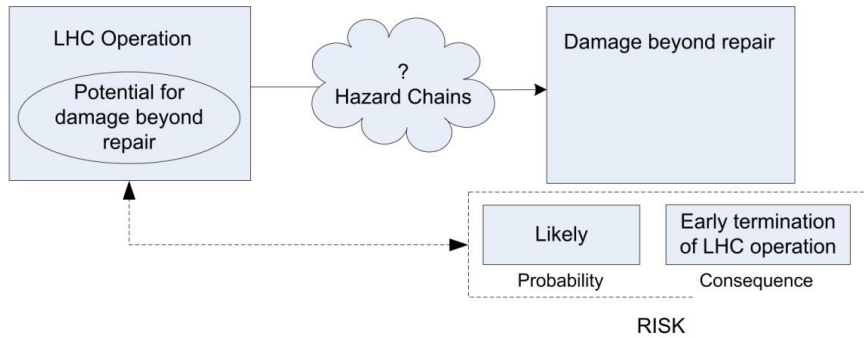 LHC Operation
Potential for
damage beyond
repair
?
Hazard Chains
Damage beyond repair
Likely
Probability
Early termination
of LHC operation
Consequence
RISK